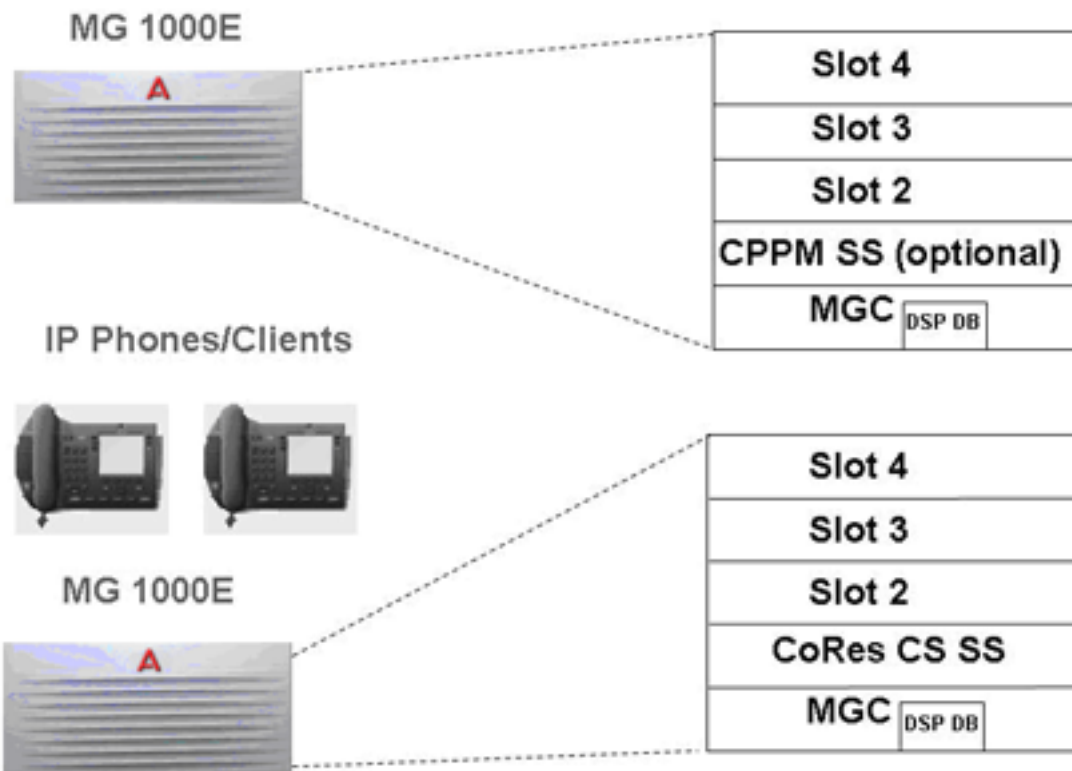 MG 1000E
Slot 4
Slot 3
Slot 2
CPPM SS (optional)
MGC DSP DB
IP Phones/Clients
MG 1000E
Slot 4
Slot 3
Slot 2
CoRes CS SS
MGC DSP DB